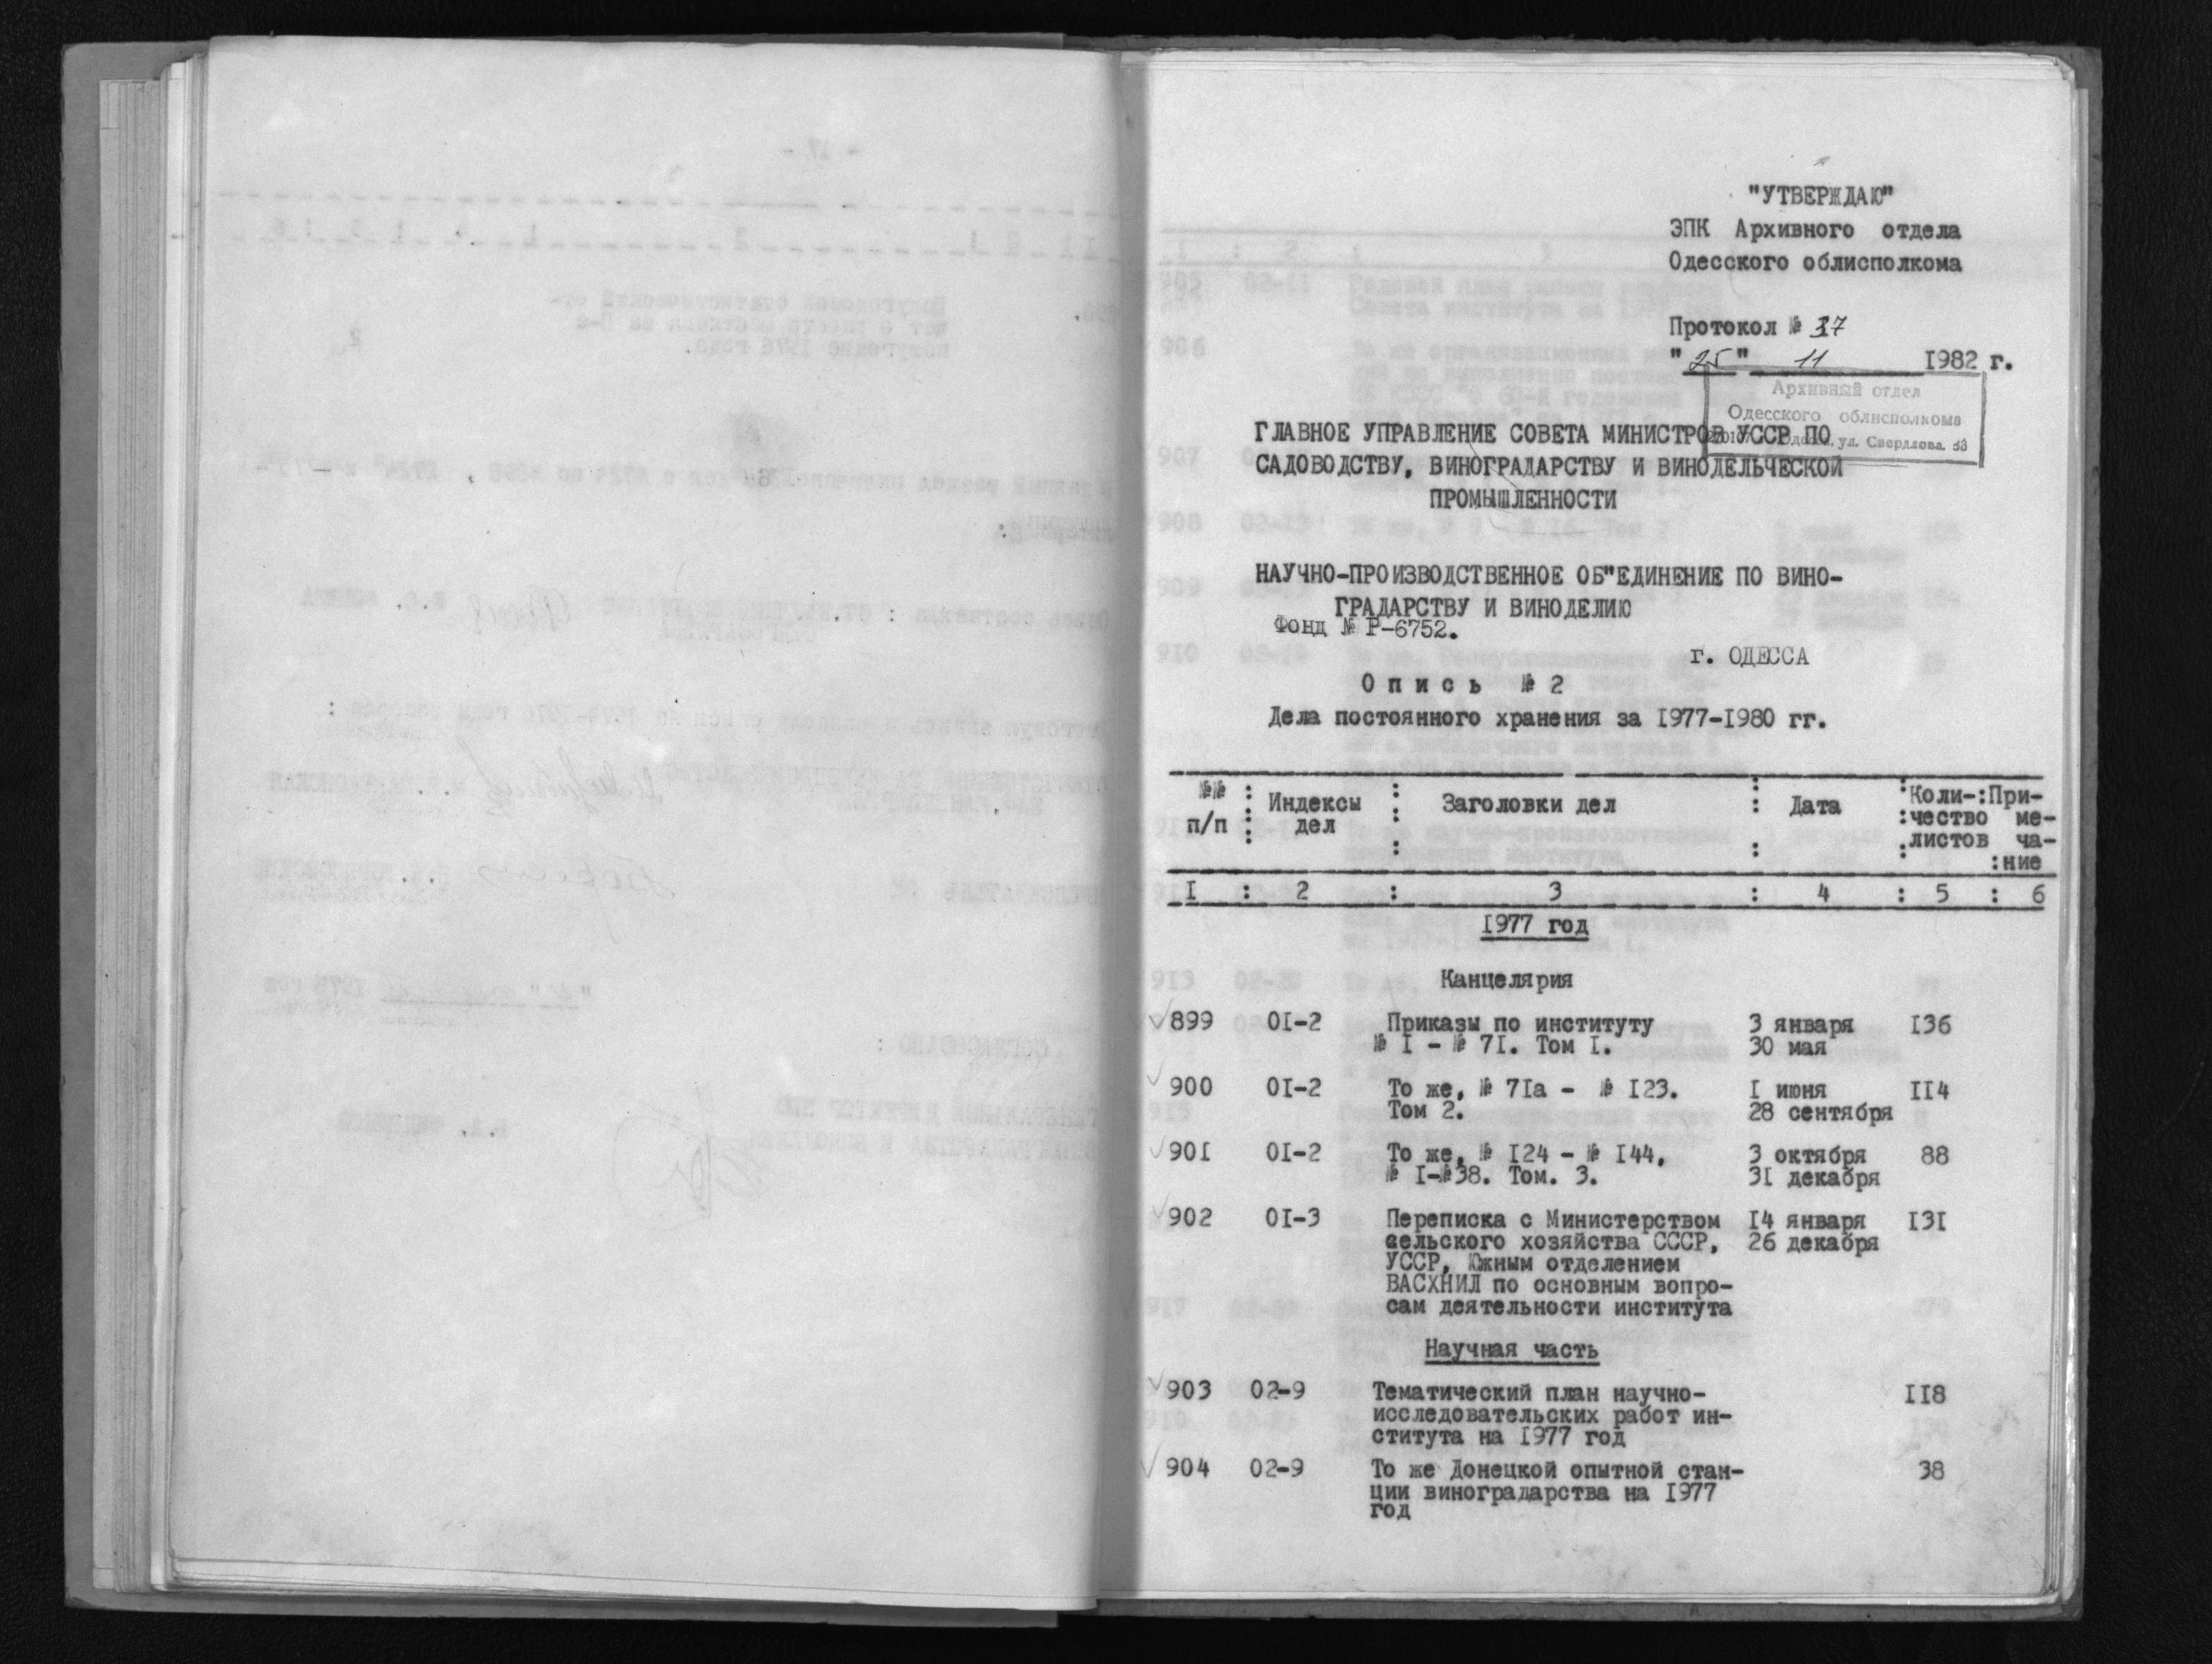 "УТВЕРЖДАЮ"
ЭПК Архивного отдела
Одесского облисполкома
Протокол № 37
"25" 11 1982 г.
Архивный отдел
Одесского облисполкома
ул. Свердлова. 53
ГЛАВНОЕ УПРАВЛЕНИЕ СОВЕТА МИНИСТРОВ УССР ПО
САДОВОДСТВУ, ВИНОГРАДАРСТВУ И ВИНОДЕЛЬЧЕСКОЙ
ПРОМЫШЛЕННОСТИ
НАУЧНО-ПРОИЗВОДСТВЕННОЕ ОБ"ЕДИНЕНИЕ ПО ВИНО-
ГРАДАРСТВУ И ВИНОДЕЛИЮ
Фонд № Р-6752.
г. ОДЕССА
Опись № 2
Дела постоянного хранения за 1977-1980 гг.
№№ : Индексы : Заголовки дел : Дата :Коли-:При-
п/п : дел :чество ме-
: : :листов ча-
:ние
I : 2 : 3 : 4 : 5 : 6
1977 год
Канцелярия
899 01-2 Приказы по институту 3 января 136
№ I - № 71. Том I. 30 мая
900 01-2 То же, № 71а - № 123. I июня 114
Том 2. 28 сентября
901 01-2 То же, № 124 - № 144, 3 октября 88
№ I-№38. Том. 3. 31 декабря
902 01-3 Переписка с Министерством 14 января 131
сельского хозяйства СССР, 26 декабря
УССР, Южным отделением
ВАСХНИЛ по основным вопро-
сам деятельности института
Научная часть
903 02-9 Тематический план научно- 118
исследовательских работ ин-
ститута на 1977 год
904 02-9 То же Донецкой опытной стан- 38
ции виноградарства на 1977
год